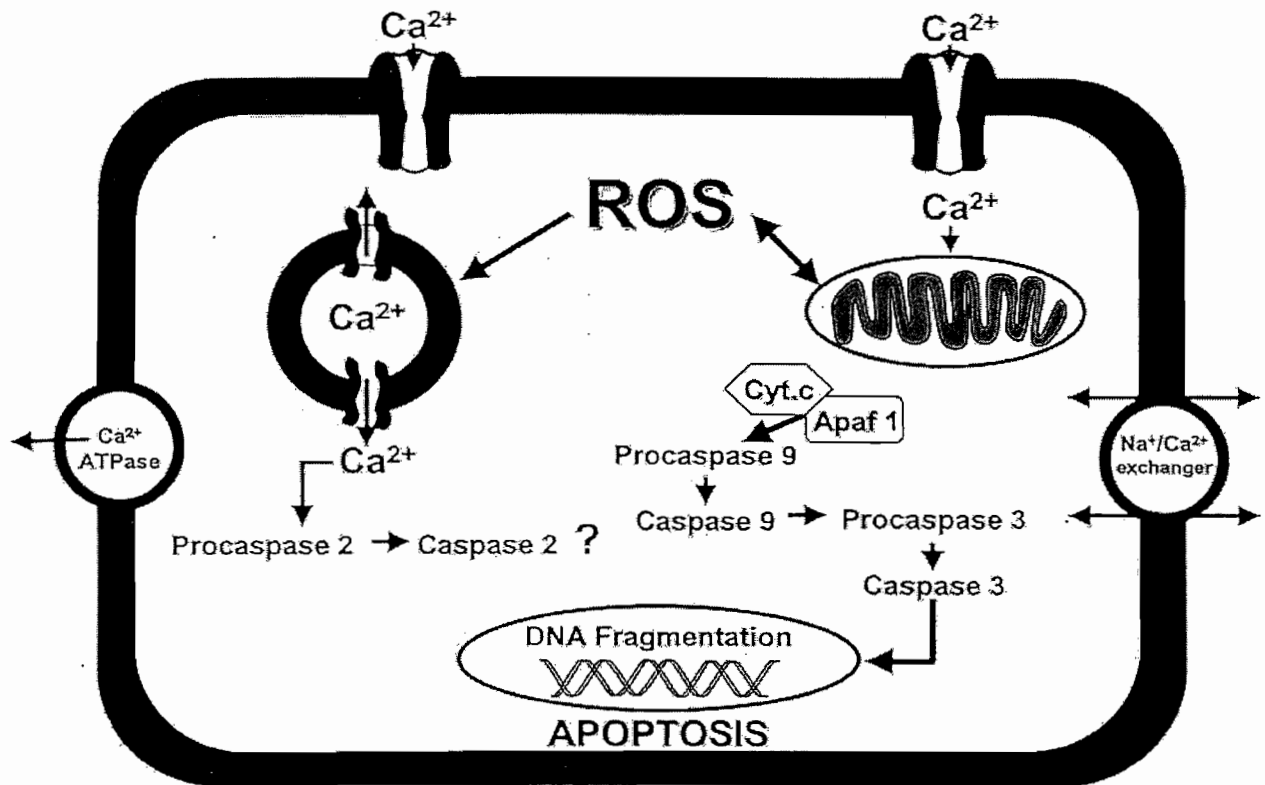 Ca²⁺
Ca²⁺
ROS
Ca²⁺
Ca²⁺
Cyt.c
Apaf 1
Ca²⁺
ATPase
Ca²⁺
Procaspase 9
Na⁺/Ca²⁺
exchanger
Procaspase 2
Caspase 2 ?
Caspase 9
Procaspase 3
Caspase 3
DNA Fragmentation
APOPTOSIS